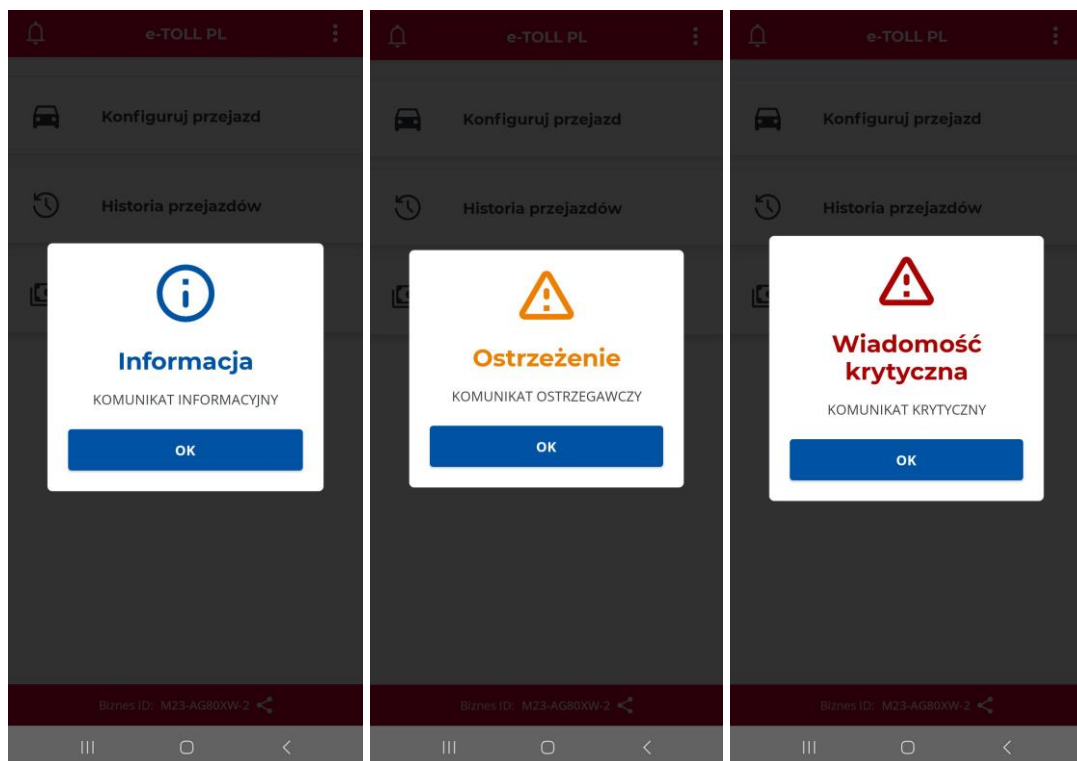 e-TOLL PL
Konfiguruj przejazd
Historia przejazdów
Informacja
KOMUNIKAT INFORMACYJNY
OK
Biznes ID: M23-AG80XW-2
e-TOLL PL
Konfiguruj przejazd
Historia przejazdów
Ostrzeżenie
KOMUNIKAT OSTRZEGAWCZY
OK
Biznes ID: M23-AG80XW-2
e-TOLL PL
Konfiguruj przejazd
Historia przejazdów
Wiadomość
krytyczna
KOMUNIKAT KRYTYCZNY
OK
Biznes ID: M23-AG80XW-2